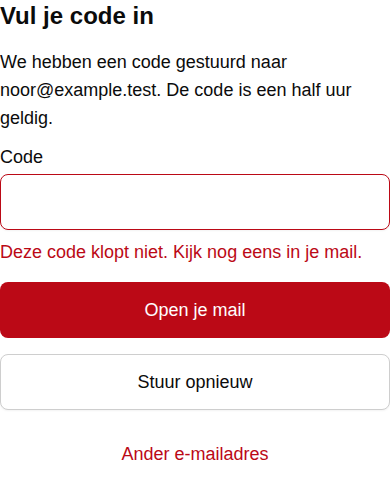 Vul je code in
We hebben een code gestuurd naar
noor@example.test. De code is een half uur
geldig.
Code
Deze code klopt niet. Kijk nog eens in je mail.
Open je mail
Stuur opnieuw
Ander e-mailadres